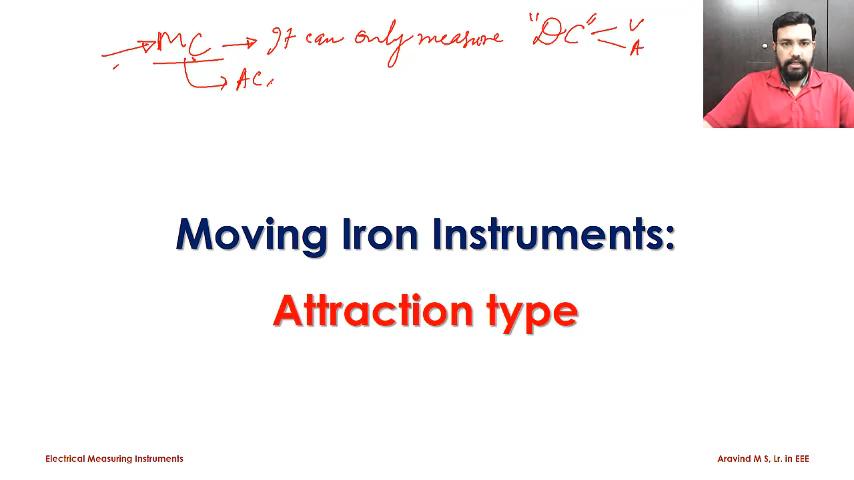 MC → It can only measure "DC" V
A
→ AC
Moving Iron Instruments:
Attraction type
Electrical Measuring Instruments
Aravind M S, Lr. in EEE